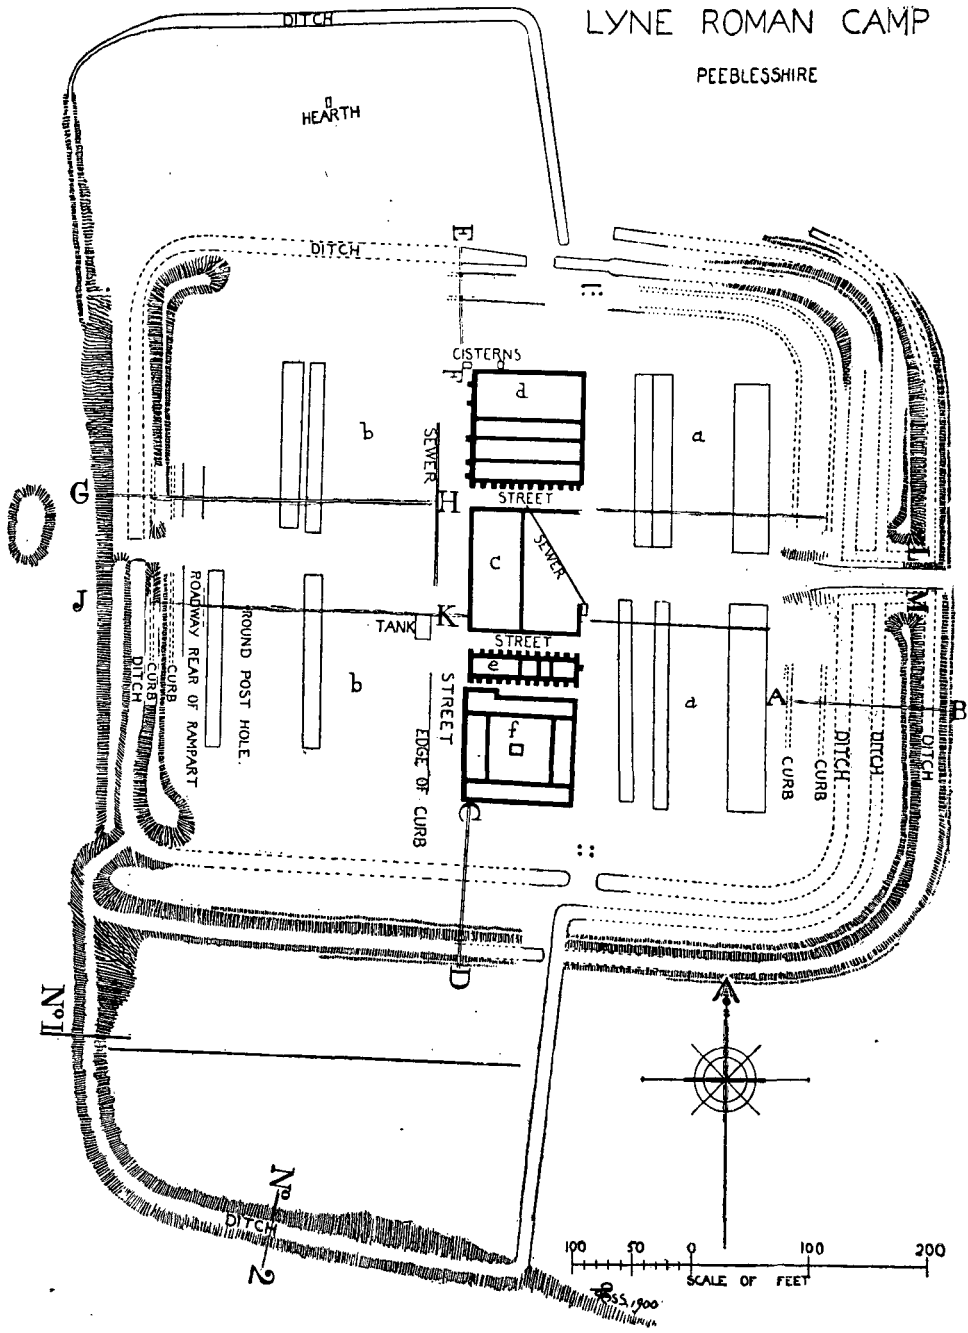 LYNE ROMAN CAMP
PEEBLESSHIRE
DITCH
HEARTH
E
DITCH
CISTERNS
F
d
b
a
SEWER
G
H
STREET
c
SEWER
L
J
K
M
TANK
STREET
ROADWAY REAR OF RAMPART
ROUND POST HOLE.
DITCH
CURB
CURB
b
e
a
A
B
STREET
f
EDGE OF CURB
CURB
CURB
DITCH
DITCH
DITCH
C
D
No 1
No 2
DITCH
100 50 0 100 200
SCALE OF FEET
1900